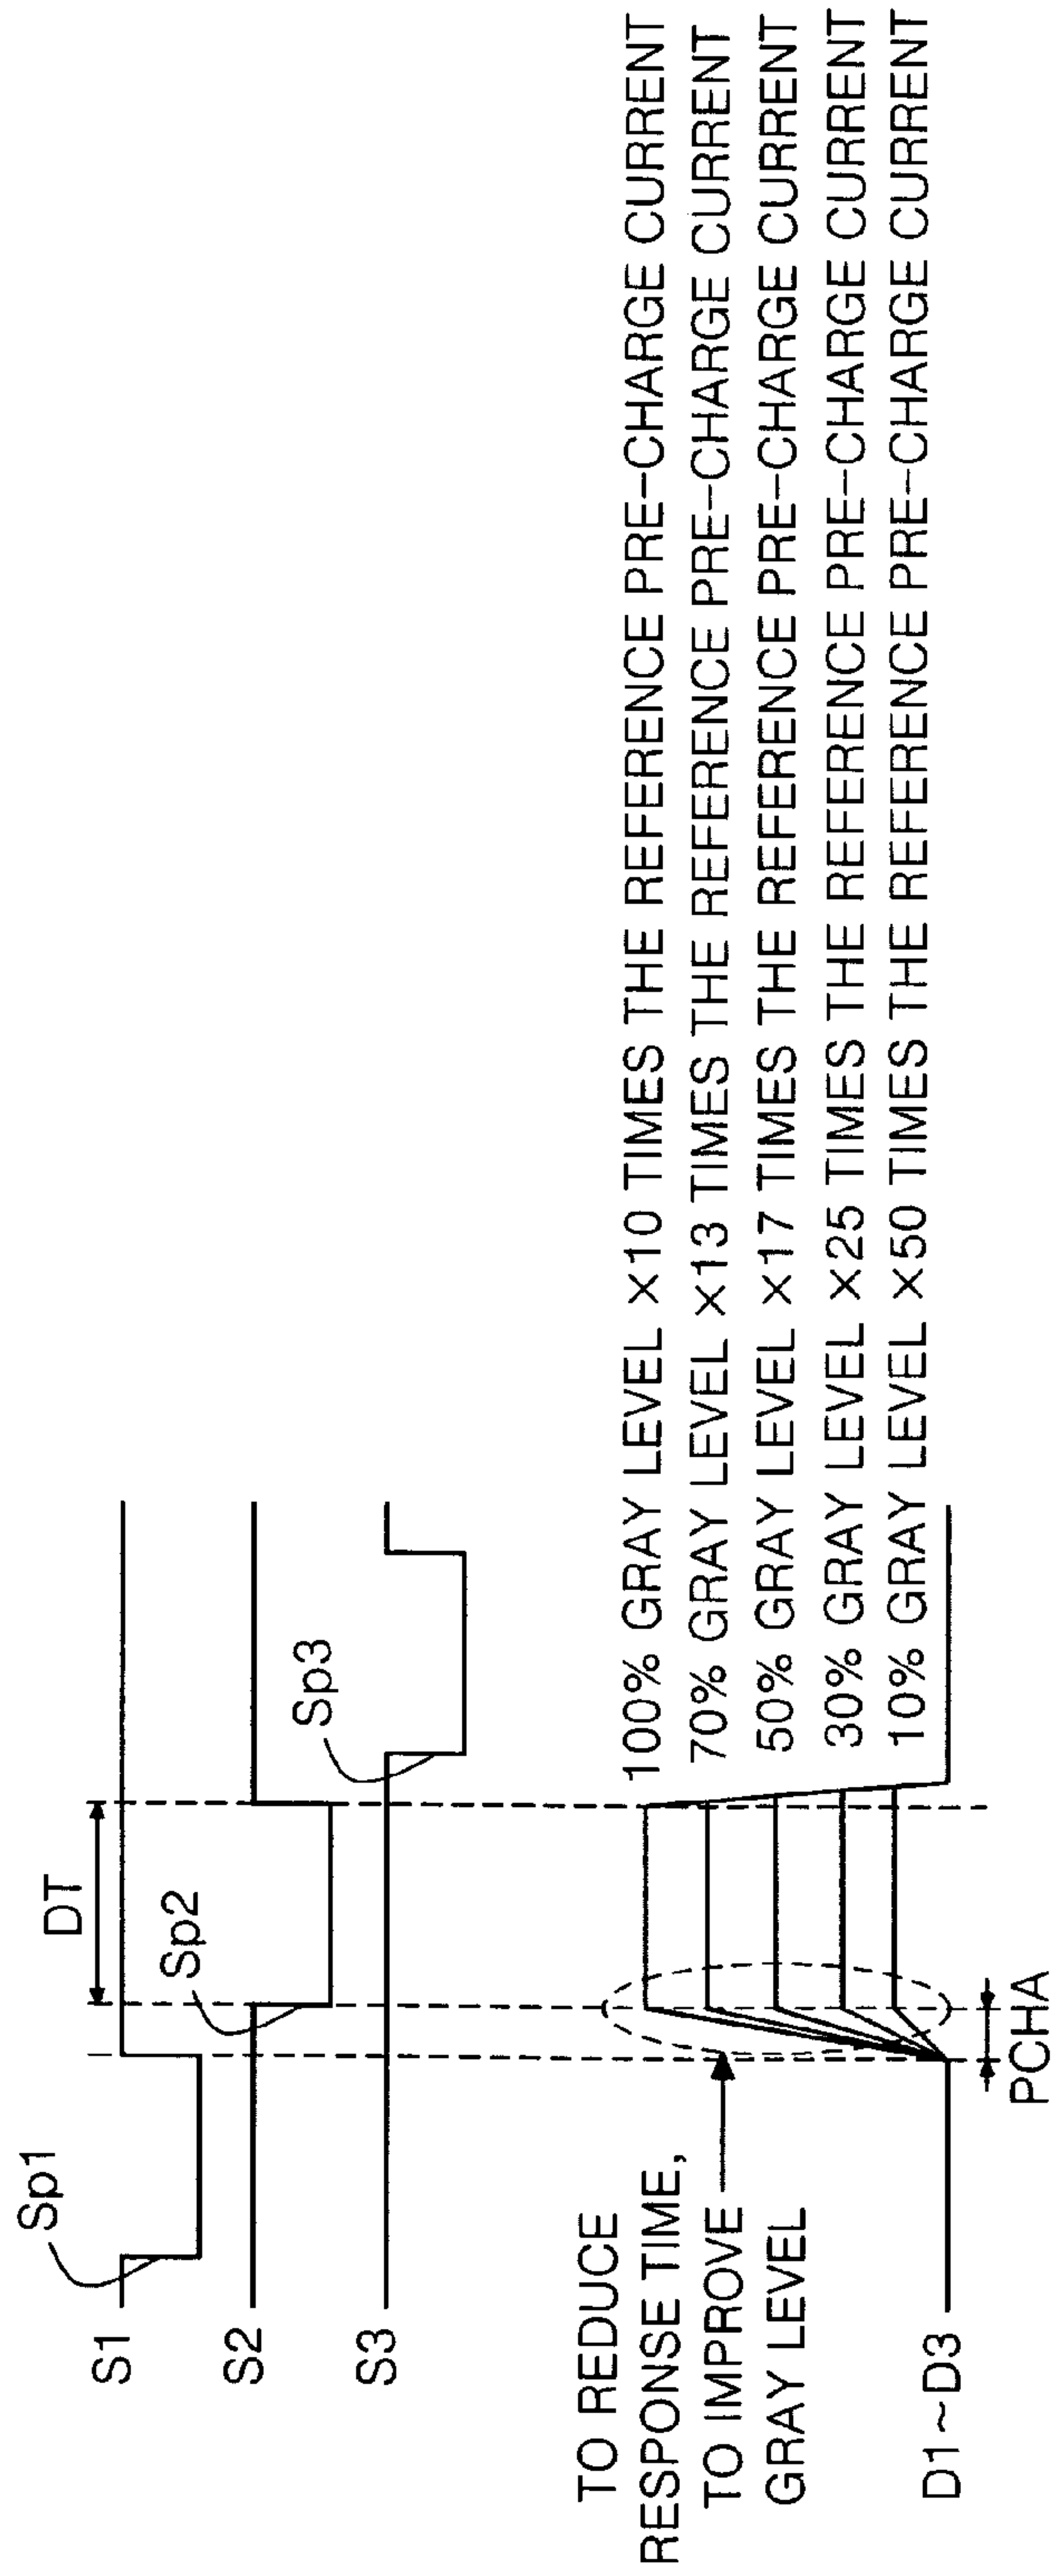 DT
Sp1
S1
Sp2
S2
Sp3
S3
TO REDUCE
RESPONSE TIME,
TO IMPROVE
GRAY LEVEL
100% GRAY LEVEL ×10 TIMES THE REFERENCE PRE-CHARGE CURRENT
70% GRAY LEVEL ×13 TIMES THE REFERENCE PRE-CHARGE CURRENT
50% GRAY LEVEL ×17 TIMES THE REFERENCE PRE-CHARGE CURRENT
30% GRAY LEVEL ×25 TIMES THE REFERENCE PRE-CHARGE CURRENT
10% GRAY LEVEL ×50 TIMES THE REFERENCE PRE-CHARGE CURRENT
D1~D3
PCHA